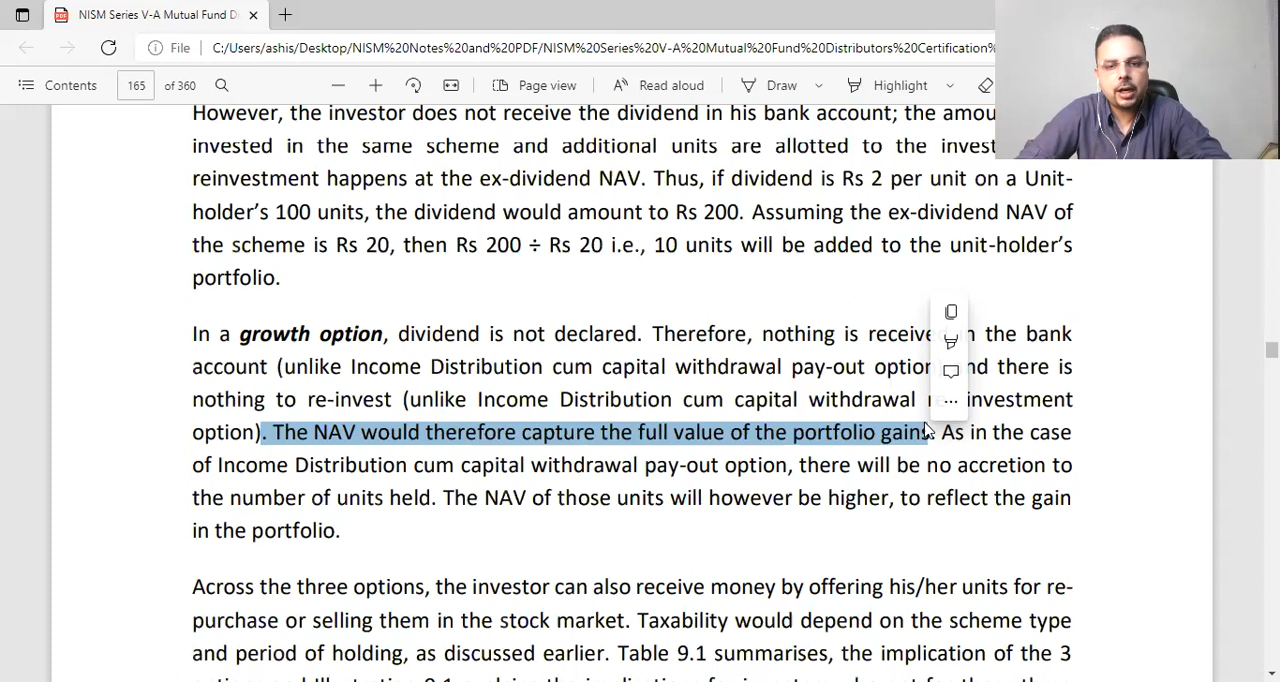 NISM Series V-A Mutual Fund D
File C:/Users/ashis/Desktop/NISM%20Notes%20and%20PDF/NISM%20Series%20V-A%20Mutual%20Fund%20Distributors%20Certification%
Contents 165 of 360 Page view Read aloud Draw Highlight
However, the investor does not receive the dividend in his bank account; the
invested in the same scheme and additional units are allotted to the
reinvestment happens at the ex-dividend NAV. Thus, if dividend is Rs 2 per unit on a Unit-
holder’s 100 units, the dividend would amount to Rs 200. Assuming the ex-dividend NAV of
the scheme is Rs 20, then Rs 200 ÷ Rs 20 i.e., 10 units will be added to the unit-holder’s
portfolio.
In a growth option, dividend is not declared. Therefore, nothing is received in the bank
account (unlike Income Distribution cum capital withdrawal pay-out option and there is
nothing to re-invest (unlike Income Distribution cum capital withdrawal investment
option). The NAV would therefore capture the full value of the portfolio gains. As in the case
of Income Distribution cum capital withdrawal pay-out option, there will be no accretion to
the number of units held. The NAV of those units will however be higher, to reflect the gain
in the portfolio.
Across the three options, the investor can also receive money by offering his/her units for re-
purchase or selling them in the stock market. Taxability would depend on the scheme type
and period of holding, as discussed earlier. Table 9.1 summarises, the implication of the 3